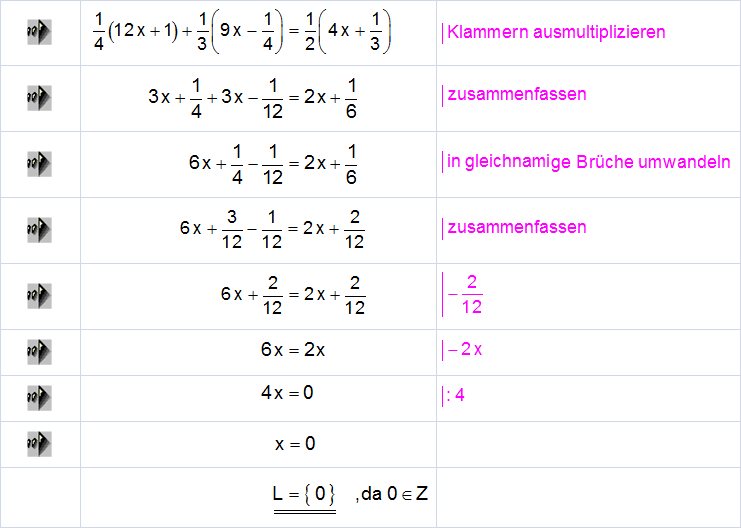 1/4(12x + 1) + 1/3(9x − 1/4) = 1/2(4x + 1/3) |Klammern ausmultiplizieren
3x + 1/4 + 3x − 1/12 = 2x + 1/6 |zusammenfassen
6x + 1/4 − 1/12 = 2x + 1/6 |in gleichnamige Brüche umwandeln
6x + 3/12 − 1/12 = 2x + 2/12 |zusammenfassen
6x + 2/12 = 2x + 2/12 |− 2/12
6x = 2x |− 2x
4x = 0 |: 4
x = 0
L = { 0 } ,da 0 ∈ Z